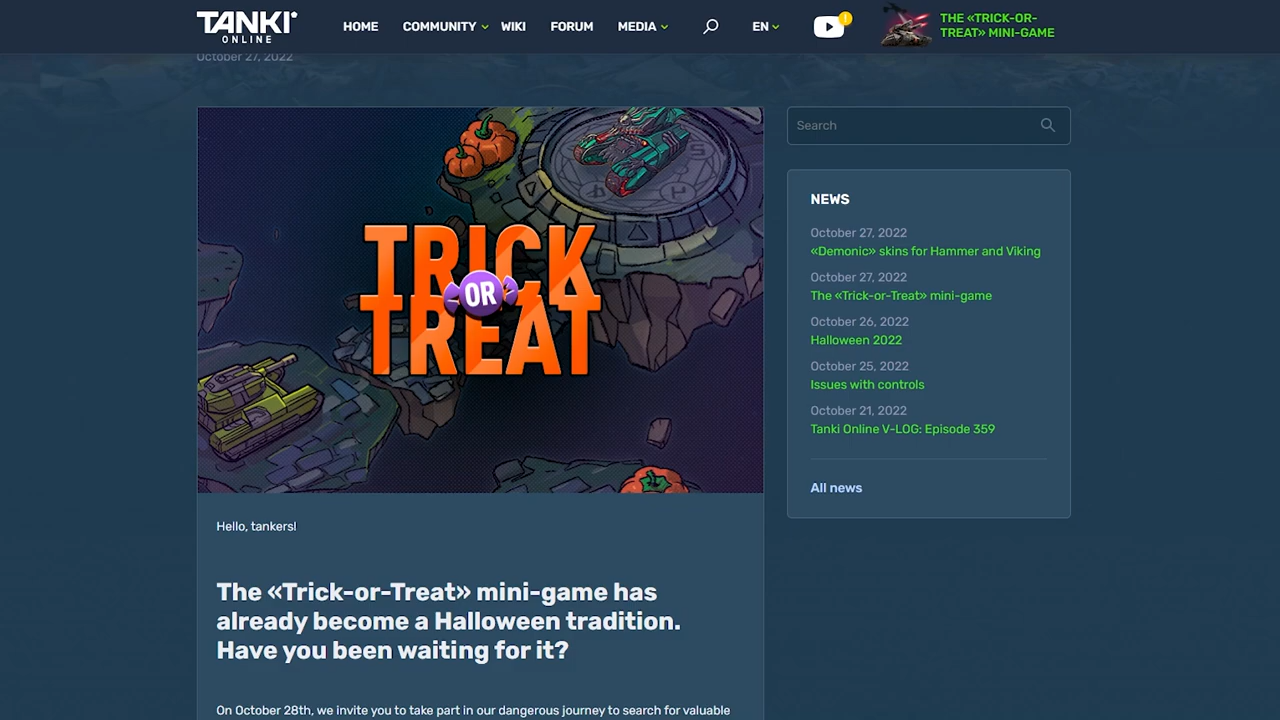 TANKI
ONLINE
HOME
COMMUNITY
WIKI
FORUM
MEDIA
EN
!
THE «TRICK-OR-
TREAT» MINI-GAME
October 27, 2022
TRICK
OR
TREAT
Hello, tankers!
The «Trick-or-Treat» mini-game has
already become a Halloween tradition.
Have you been waiting for it?
On October 28th, we invite you to take part in our dangerous journey to search for valuable
Search
NEWS
October 27, 2022
«Demonic» skins for Hammer and Viking
October 27, 2022
The «Trick-or-Treat» mini-game
October 26, 2022
Halloween 2022
October 25, 2022
Issues with controls
October 21, 2022
Tanki Online V-LOG: Episode 359
All news